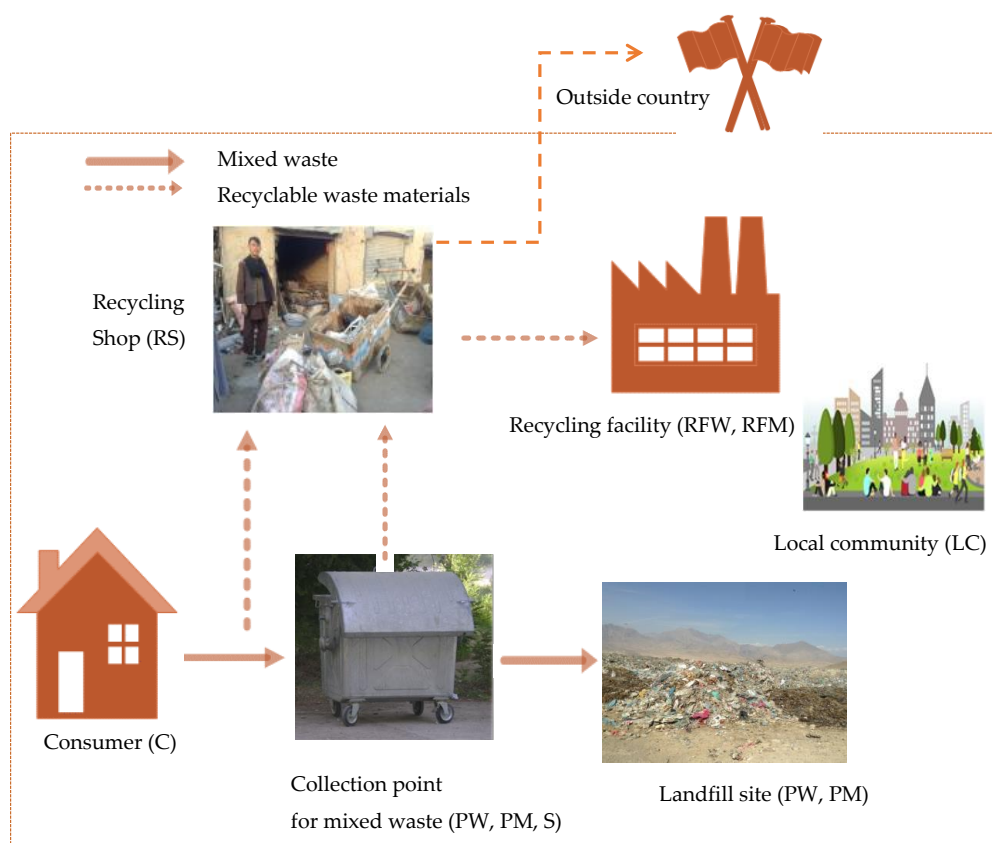 Outside country
Mixed waste
Recyclable waste materials
Recycling
Shop (RS)
Recycling facility (RFW, RFM)
Local community (LC)
Consumer (C)
Collection point
for mixed waste (PW, PM, S)
Landfill site (PW, PM)